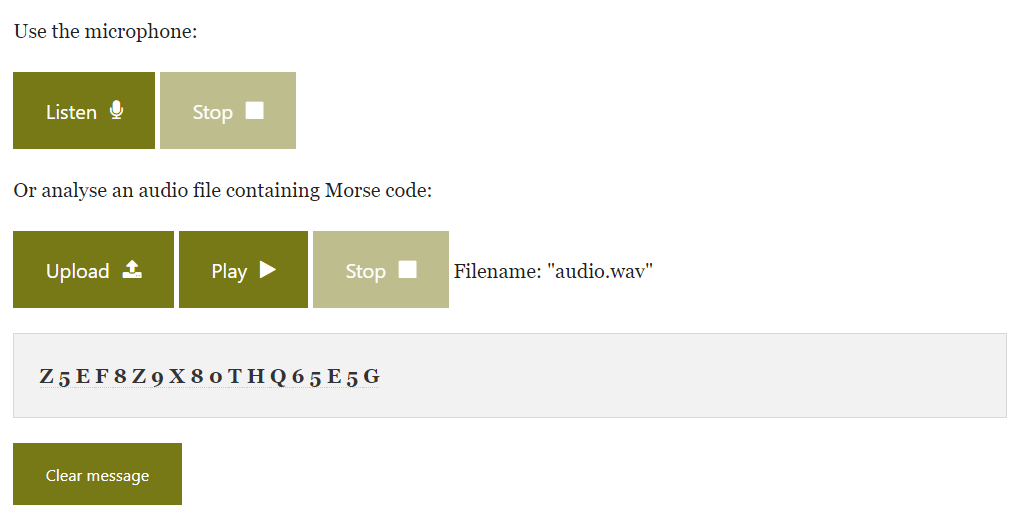 Use the microphone:
Listen Stop
Or analyse an audio file containing Morse code:
Upload Play Stop Filename: "audio.wav"
Z 5 E F 8 Z 9 X 8 0 T H Q 6 5 E 5 G
Clear message